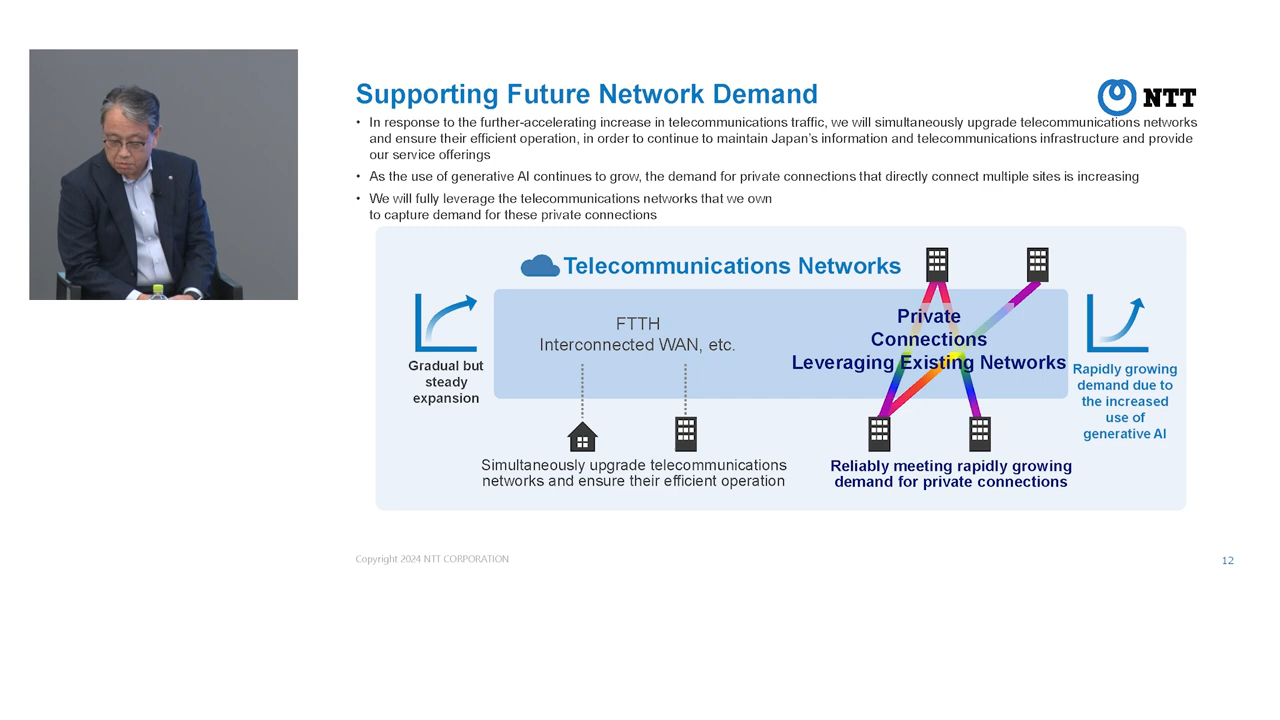 Supporting Future Network Demand
NTT
• In response to the further-accelerating increase in telecommunications traffic, we will simultaneously upgrade telecommunications networks
and ensure their efficient operation, in order to continue to maintain Japan's information and telecommunications infrastructure and provide
our service offerings
• As the use of generative AI continues to grow, the demand for private connections that directly connect multiple sites is increasing
• We will fully leverage the telecommunications networks that we own
to capture demand for these private connections
Telecommunications Networks
Gradual but
steady
expansion
FTTH
Interconnected WAN, etc.
Private
Connections
Leveraging Existing Networks
Rapidly growing
demand due to
the increased
use of
generative AI
Simultaneously upgrade telecommunications
networks and ensure their efficient operation
Reliably meeting rapidly growing
demand for private connections
Copyright 2024 NTT CORPORATION
12